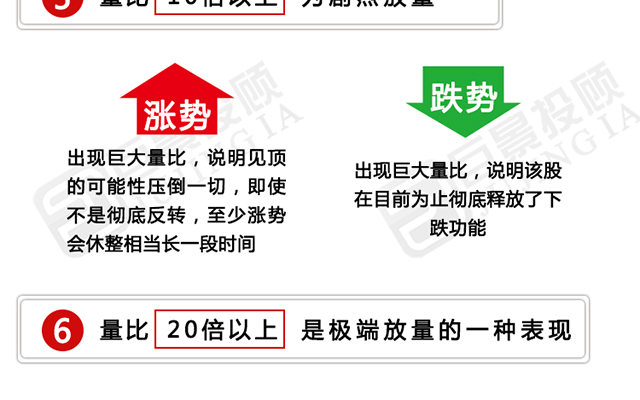 5 量比 10倍以上 为剧烈放量
涨势
出现巨大量比，说明见顶
的可能性压倒一切，即使
不是彻底反转，至少涨势
会休整相当长一段时间
跌势
出现巨大量比，说明该股
在目前为止彻底释放了下
跌功能
6 量比 20倍以上 是极端放量的一种表现